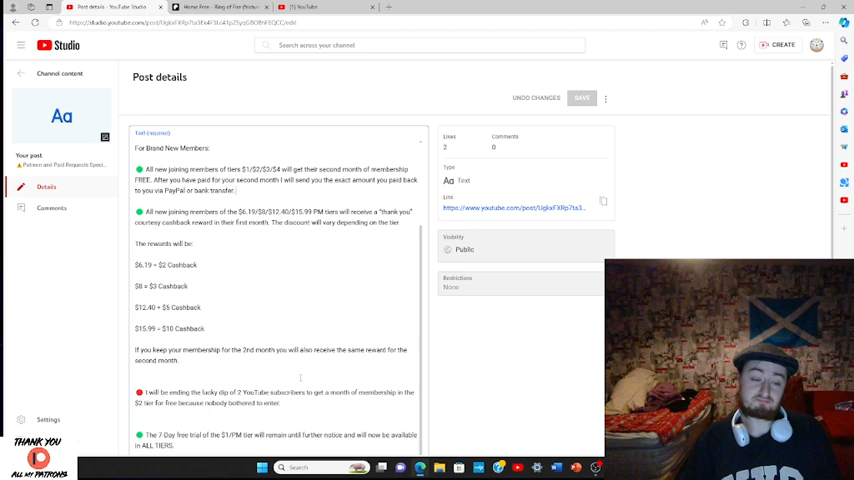 Post details - YouTube Studio
Home Free - Ring of Fire (featuri
(1) YouTube
Studio
Search across your channel
CREATE
Channel content
Post details
UNDO CHANGES
SAVE
Aa
Your post
Patreon and Paid Requests Speci...
Details
Comments
Settings
Text (required)
For Brand New Members:
All new joining members of tiers $1/$2/$3/$4 will get their second month of membership
FREE. After you have paid for your second month I will send you the exact amount you paid back
to you via PayPal or bank transfer.
All new joining members of the $6.19/$8/$12.40/$15.99 PM tiers will receive a "thank you"
courtesy cashback reward in their first month. The discount will vary depending on the tier
The rewards will be:
$6.19 = $2 Cashback
$8 = $3 Cashback
$12.40 = $5 Cashback
$15.99 = $10 Cashback
If you keep your membership for the 2nd month you will also receive the same reward for the
second month.
I will be ending the lucky dip of 2 YouTube subscribers to get a month of membership in the
$2 tier for free because nobody bothered to enter.
The 7-Day free trial of the $1/PM tier will remain until further notice and will now be available
in ALL TIERS.
Likes
2
Comments
0
Type
Aa Text
Link
Visibility
Public
Restrictions
None
THANK YOU
ALL MY PATRONS
Search